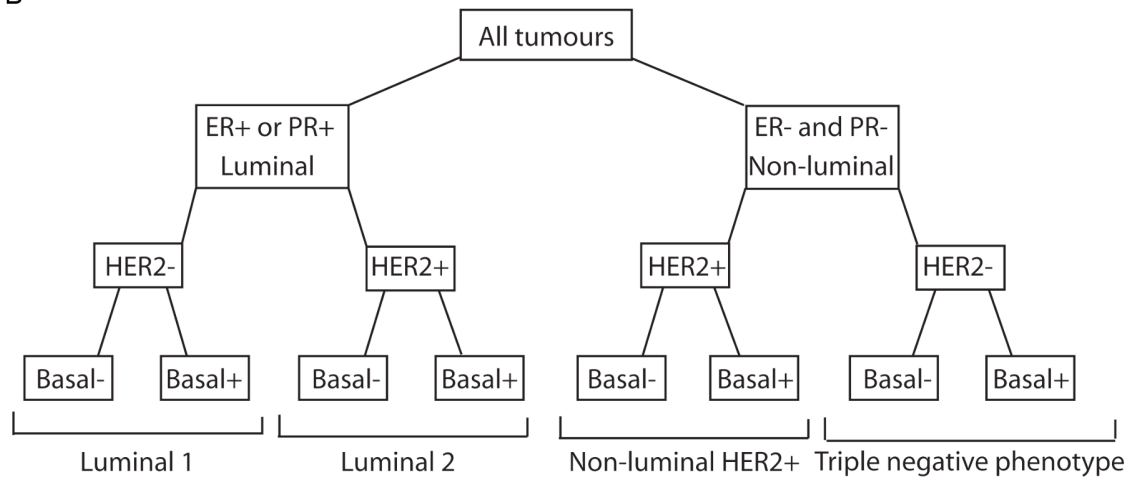 All tumours
ER+ or PR+
Luminal
ER- and PR-
Non-luminal
HER2-
HER2+
HER2+
HER2-
Basal-
Basal+
Basal-
Basal+
Basal-
Basal+
Basal-
Basal+
Luminal 1
Luminal 2
Non-luminal HER2+
Triple negative phenotype